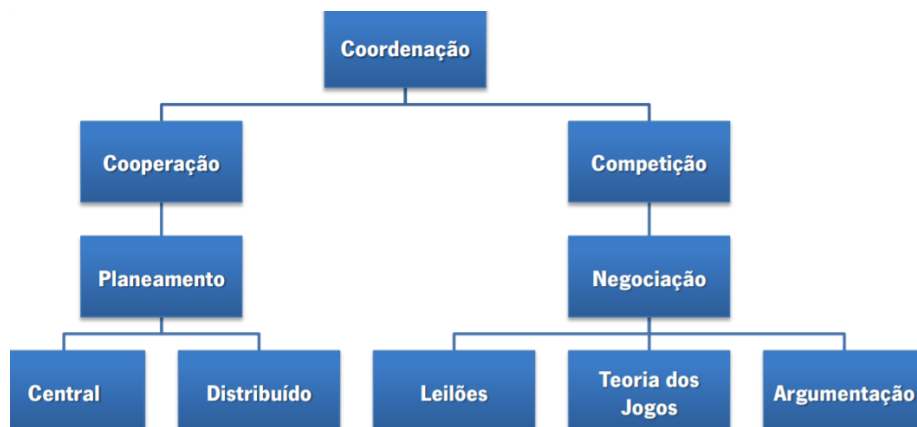 Coordenação
Cooperação
Competição
Planeamento
Negociação
Central
Distribuído
Leilões
Teoria dos
Jogos
Argumentação